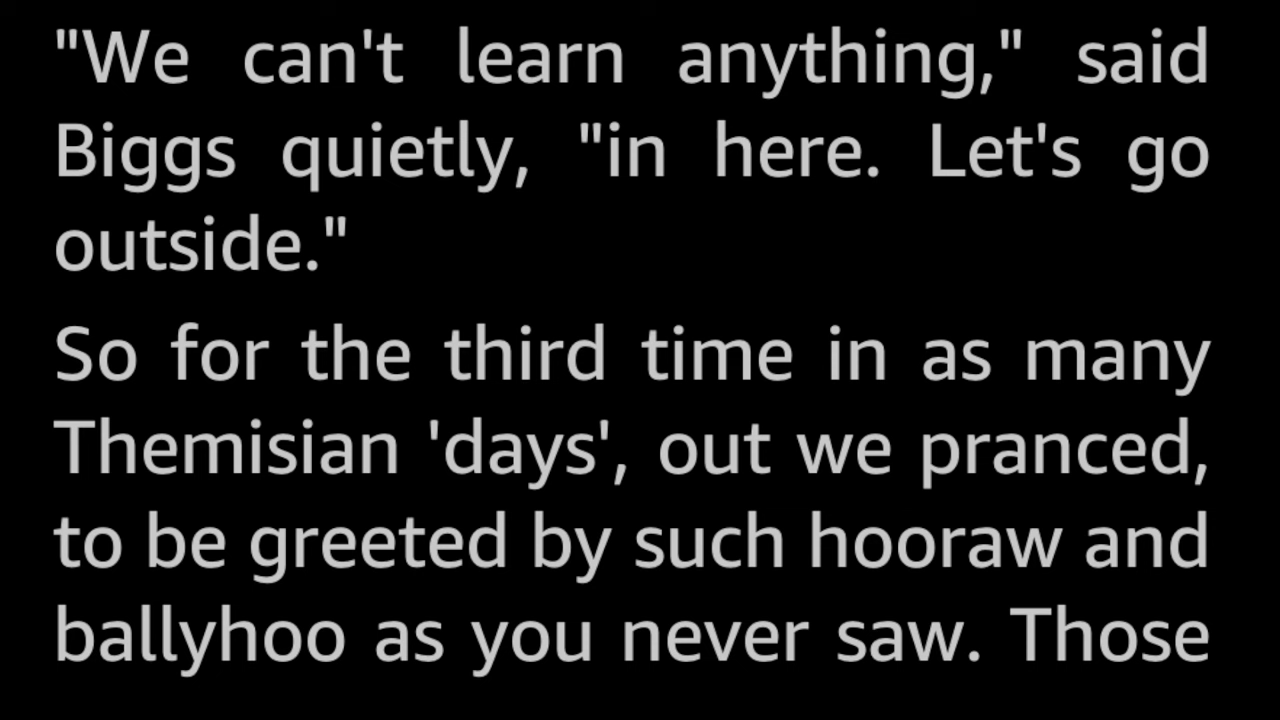 "We can't learn anything," said
Biggs quietly, "in here. Let's go
outside."
So for the third time in as many
Themisian 'days', out we pranced,
to be greeted by such hooraw and
ballyhoo as you never saw. Those